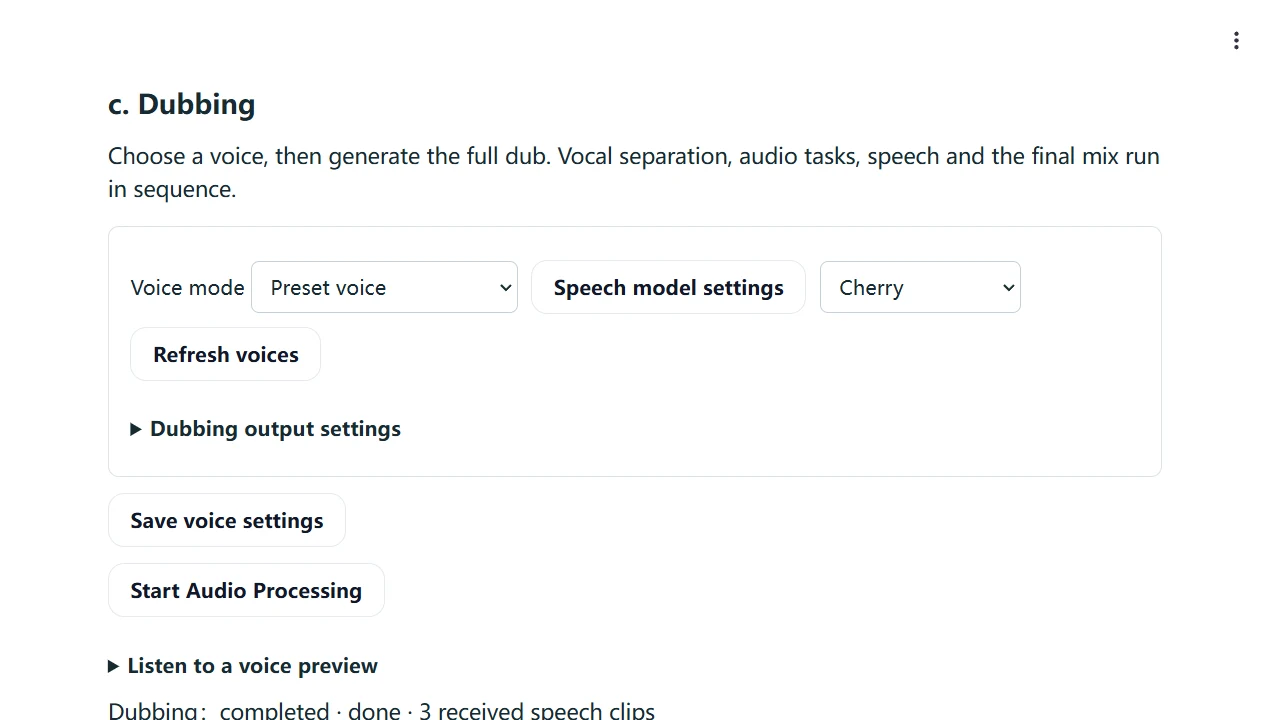 c. Dubbing
Choose a voice, then generate the full dub. Vocal separation, audio tasks, speech and the final mix run
in sequence.
Voice mode Preset voice Speech model settings Cherry
Refresh voices
Dubbing output settings
Save voice settings
Start Audio Processing
Listen to a voice preview
Dubbing： completed · done · 3 received speech clips